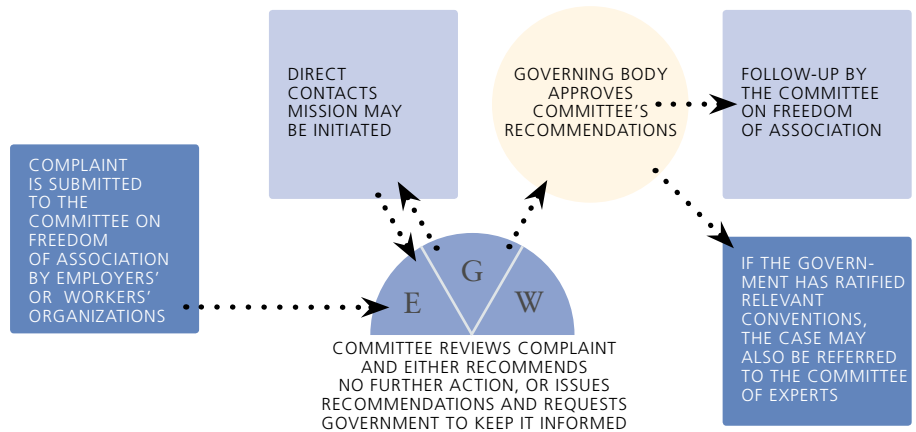 COMPLAINT
IS SUBMITTED
TO THE
COMMITTEE ON
FREEDOM
OF ASSOCIATION
BY EMPLOYERS'
OR WORKERS'
ORGANIZATIONS
DIRECT
CONTACTS
MISSION MAY
BE INITIATED
E
G
W
COMMITTEE REVIEWS COMPLAINT
AND EITHER RECOMMENDS
NO FURTHER ACTION, OR ISSUES
RECOMMENDATIONS AND REQUESTS
GOVERNMENT TO KEEP IT INFORMED
GOVERNING BODY
APPROVES
COMMITTEE'S
RECOMMENDATIONS
FOLLOW-UP BY
THE COMMITTEE
ON FREEDOM
OF ASSOCIATION
IF THE GOVERN-
MENT HAS RATIFIED
RELEVANT
CONVENTIONS,
THE CASE MAY
ALSO BE REFERRED
TO THE COMMITTEE
OF EXPERTS